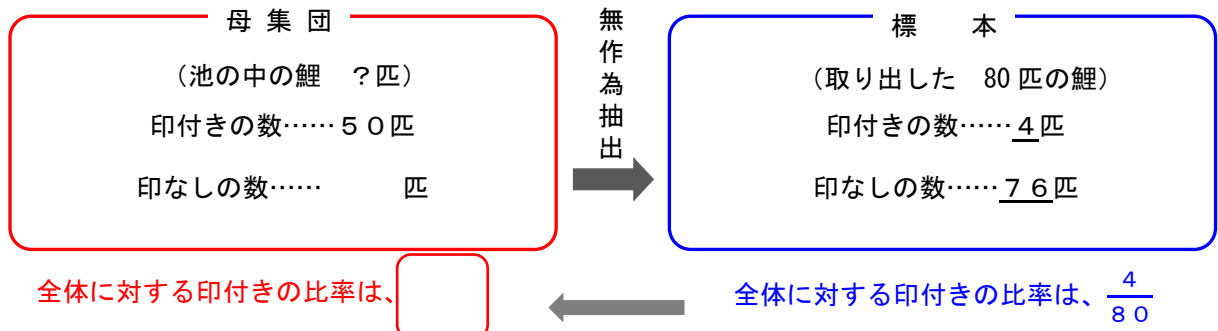 母 集 団
（池の中の鯉　？匹）
印付きの数……５０匹
印なしの数……　　　匹
無作為抽出
標　本
（取り出した　80 匹の鯉）
印付きの数……４匹
印なしの数……７６匹
全体に対する印付きの比率は、
全体に対する印付きの比率は、４/８０